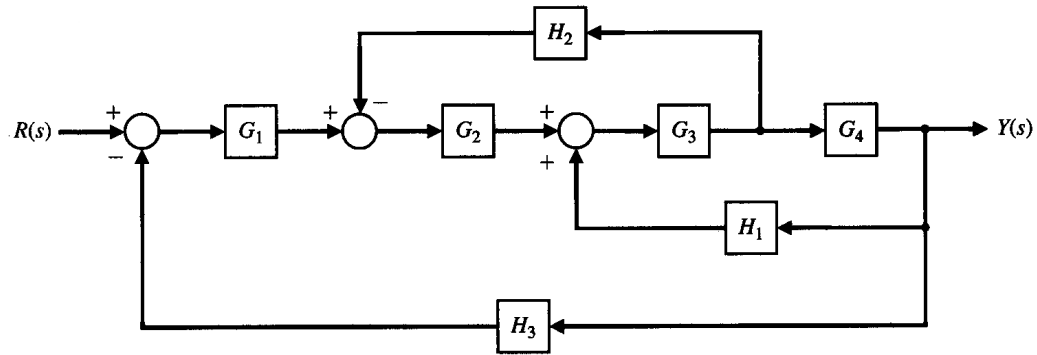 H₂
+
−
+
+
R(s)
G₁
G₂
G₃
G₄
Y(s)
−
+
H₁
H₃